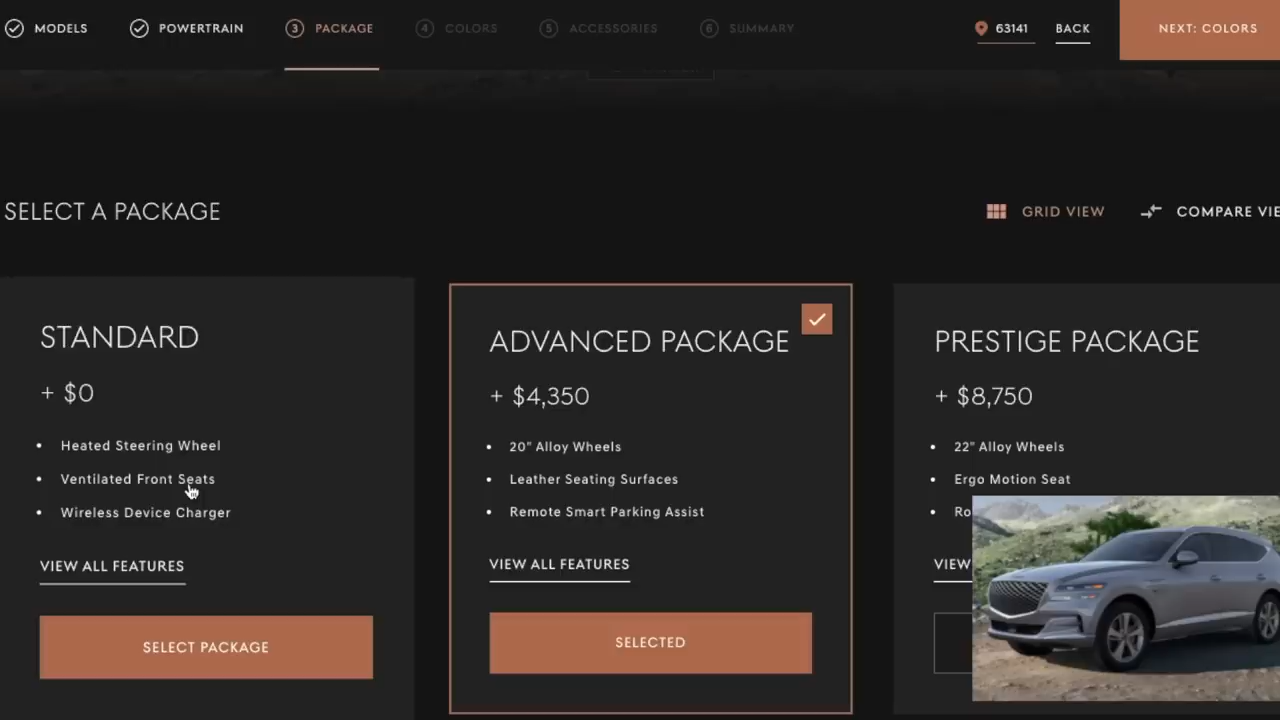 MODELS
POWERTRAIN
3 PACKAGE
4 COLORS
5 ACCESSORIES
6 SUMMARY
63141
BACK
NEXT: COLORS
SELECT A PACKAGE
GRID VIEW
COMPARE VIE
STANDARD
+ $0
• Heated Steering Wheel
• Ventilated Front Seats
• Wireless Device Charger
VIEW ALL FEATURES
SELECT PACKAGE
ADVANCED PACKAGE
+ $4,350
• 20" Alloy Wheels
• Leather Seating Surfaces
• Remote Smart Parking Assist
VIEW ALL FEATURES
SELECTED
PRESTIGE PACKAGE
+ $8,750
• 22" Alloy Wheels
• Ergo Motion Seat
• Ro
VIEW